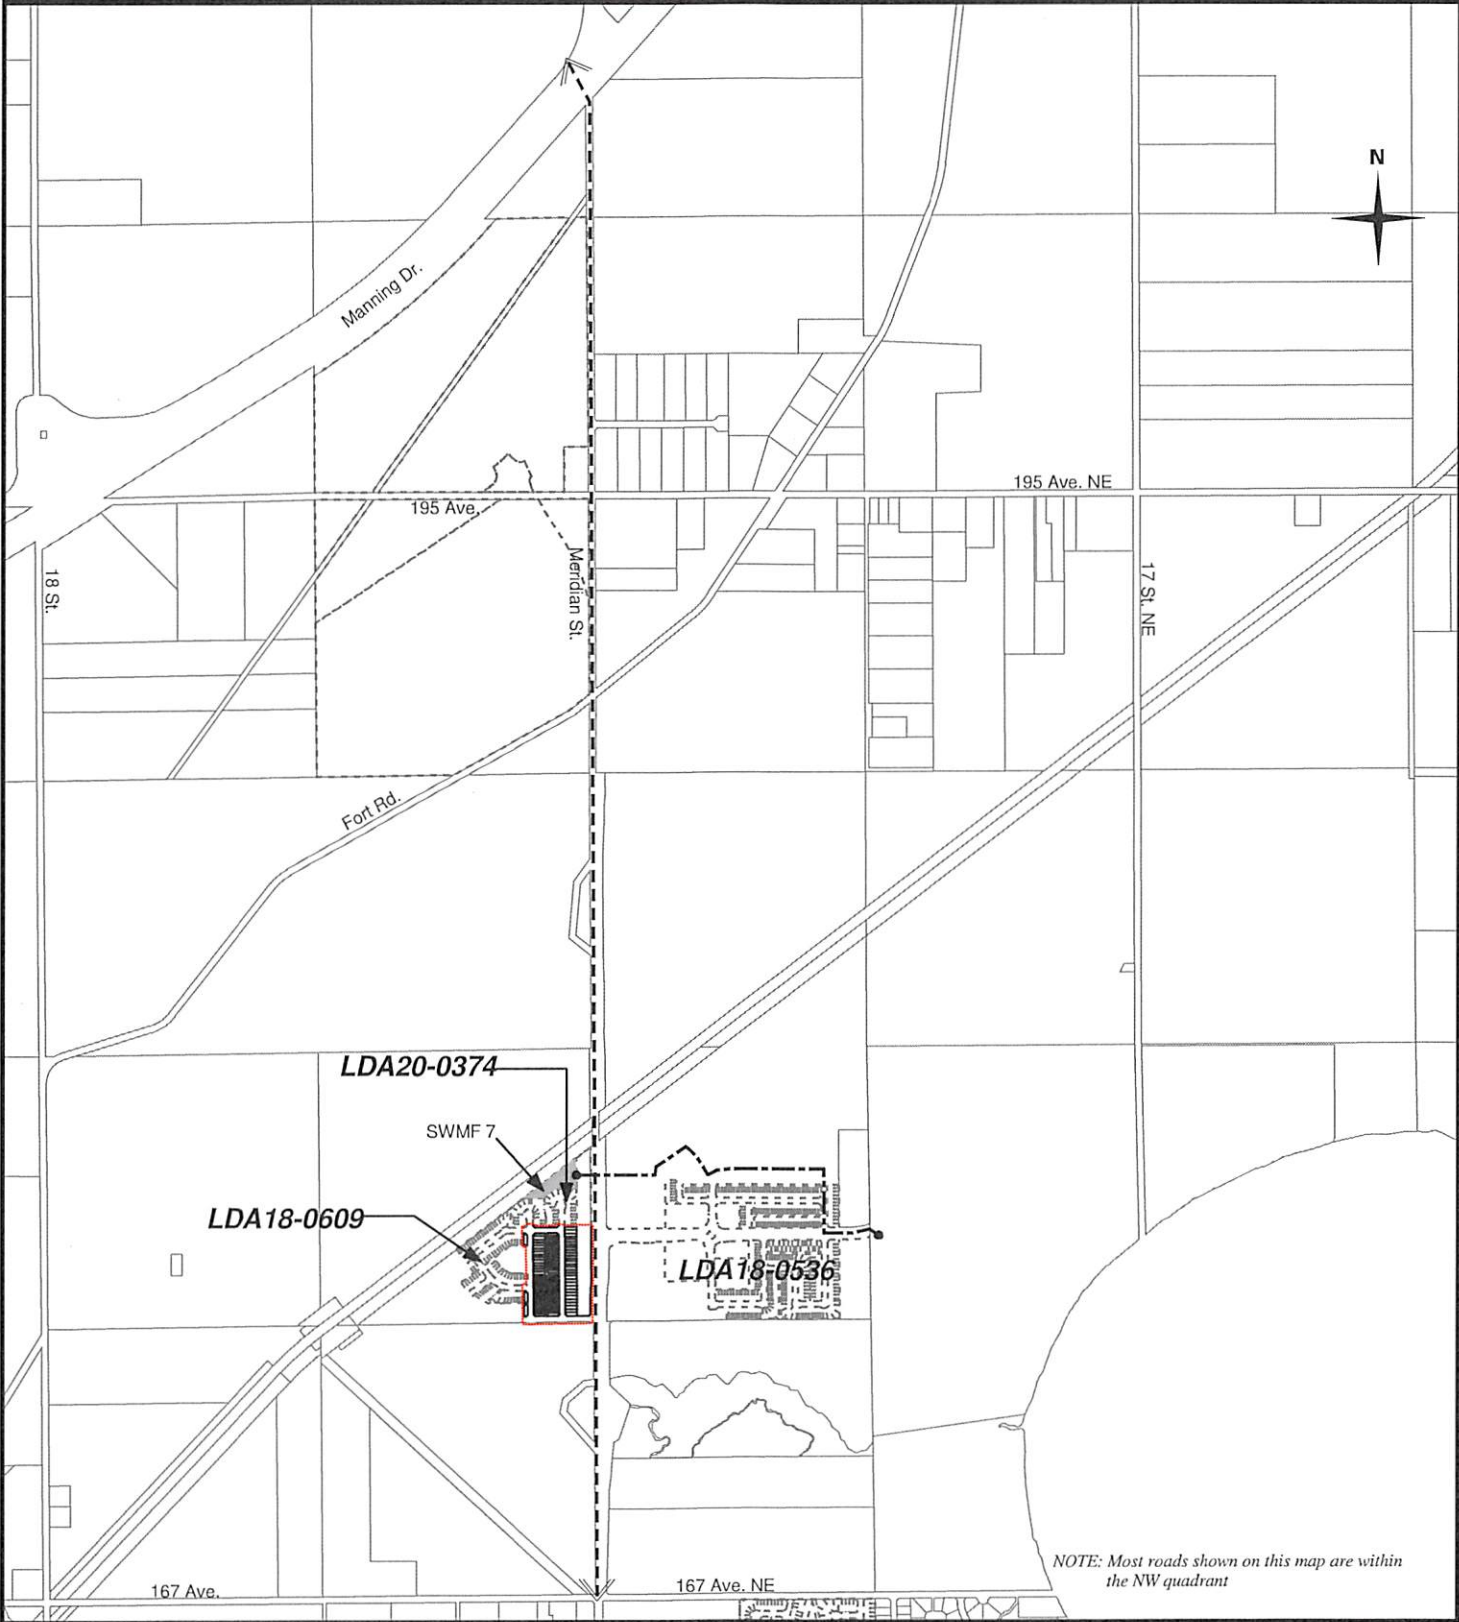 N
Manning Dr.
195 Ave. NE
195 Ave.
18 St.
Meridian St.
17 St. NE
Fort Rd.
LDA20-0374
SWMF 7
LDA18-0609
LDA18-0536
NOTE: Most roads shown on this map are within
the NW quadrant
167 Ave.
167 Ave. NE